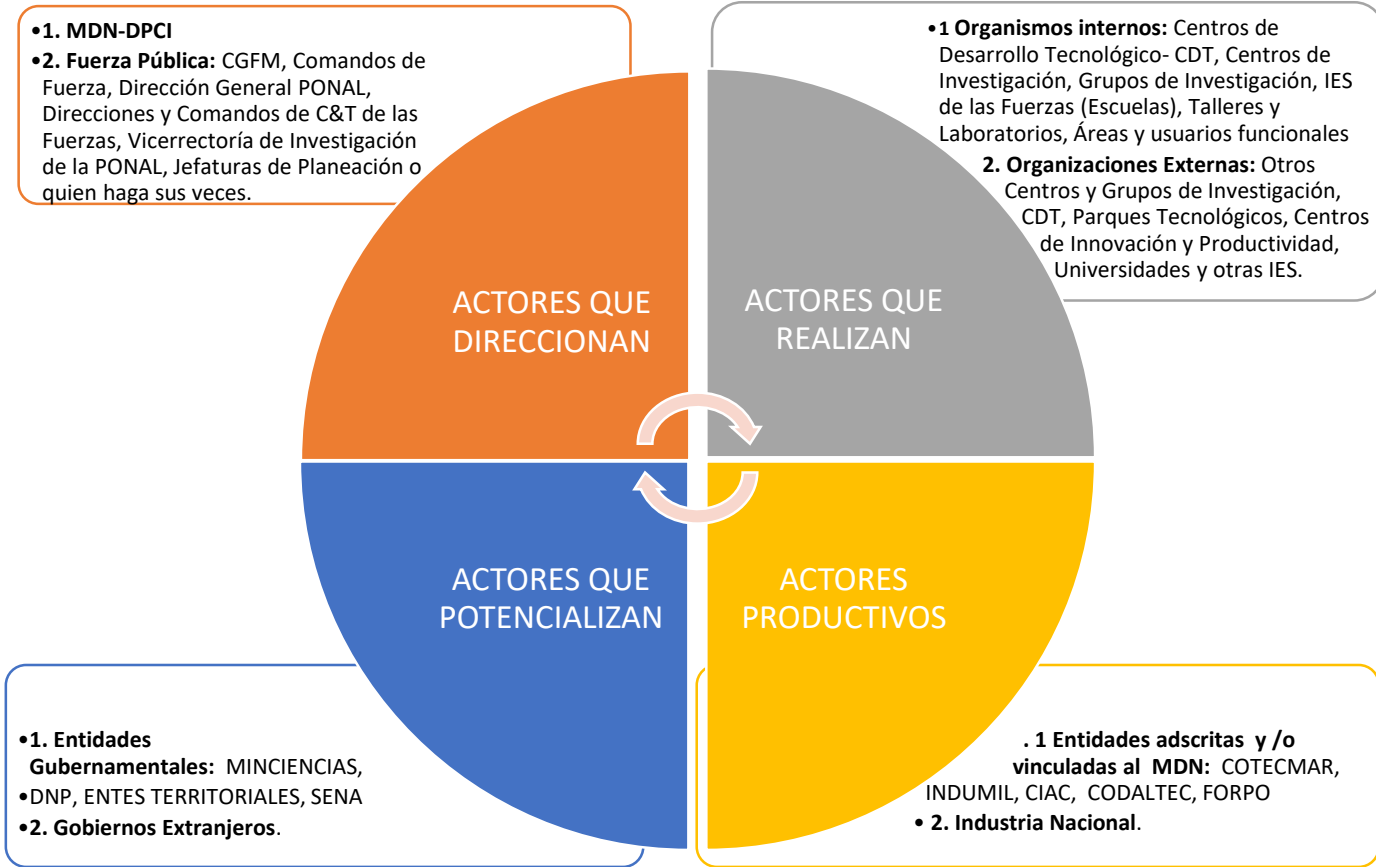 •1. MDN-DPCI
•2. Fuerza Pública: CGFM, Comandos de
Fuerza, Dirección General PONAL,
Direcciones y Comandos de C&T de las
Fuerzas, Vicerrectoría de Investigación
de la PONAL, Jefaturas de Planeación o
quien haga sus veces.
•1 Organismos internos: Centros de
Desarrollo Tecnológico- CDT, Centros de
Investigación, Grupos de Investigación, IES
de las Fuerzas (Escuelas), Talleres y
Laboratorios, Áreas y usuarios funcionales
2. Organizaciones Externas: Otros
Centros y Grupos de Investigación,
CDT, Parques Tecnológicos, Centros
de Innovación y Productividad,
Universidades y otras IES.
ACTORES QUE
DIRECCIONAN
ACTORES QUE
REALIZAN
ACTORES QUE
POTENCIALIZAN
ACTORES
PRODUCTIVOS
•1. Entidades
Gubernamentales: MINCIENCIAS,
•DNP, ENTES TERRITORIALES, SENA
•2. Gobiernos Extranjeros.
. 1 Entidades adscritas y /o
vinculadas al MDN: COTECMAR,
INDUMIL, CIAC, CODALTEC, FORPO
• 2. Industria Nacional.